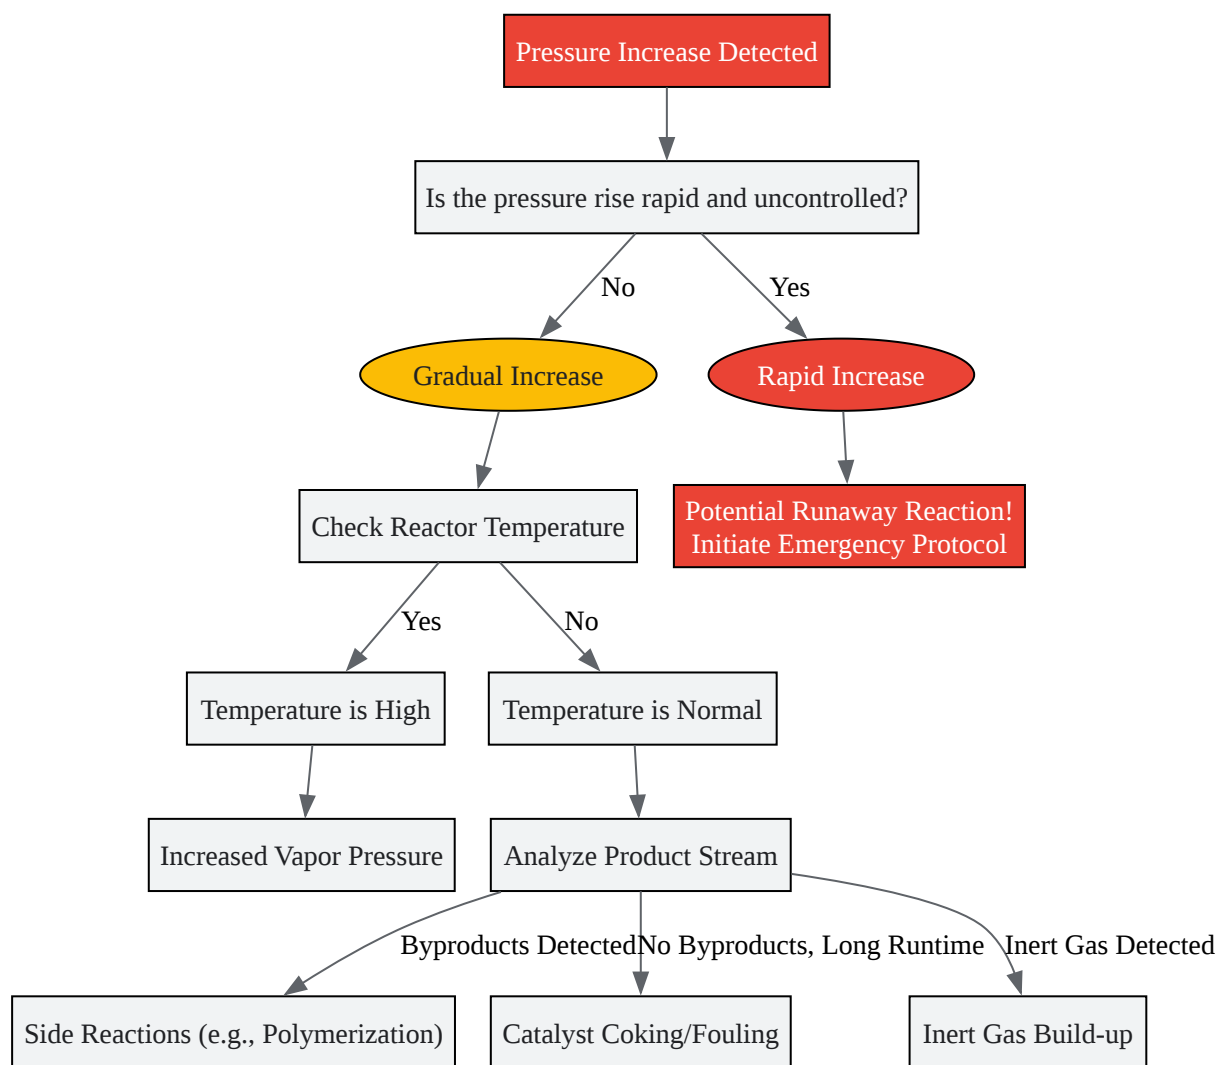 Pressure Increase Detected
Is the pressure rise rapid and uncontrolled?
No
Yes
Gradual Increase
Rapid Increase
Check Reactor Temperature
Potential Runaway Reaction!
Initiate Emergency Protocol
Yes
No
Temperature is High
Temperature is Normal
Increased Vapor Pressure
Analyze Product Stream
Byproducts Detected
No Byproducts, Long Runtime
Inert Gas Detected
Side Reactions (e.g., Polymerization)
Catalyst Coking/Fouling
Inert Gas Build-up